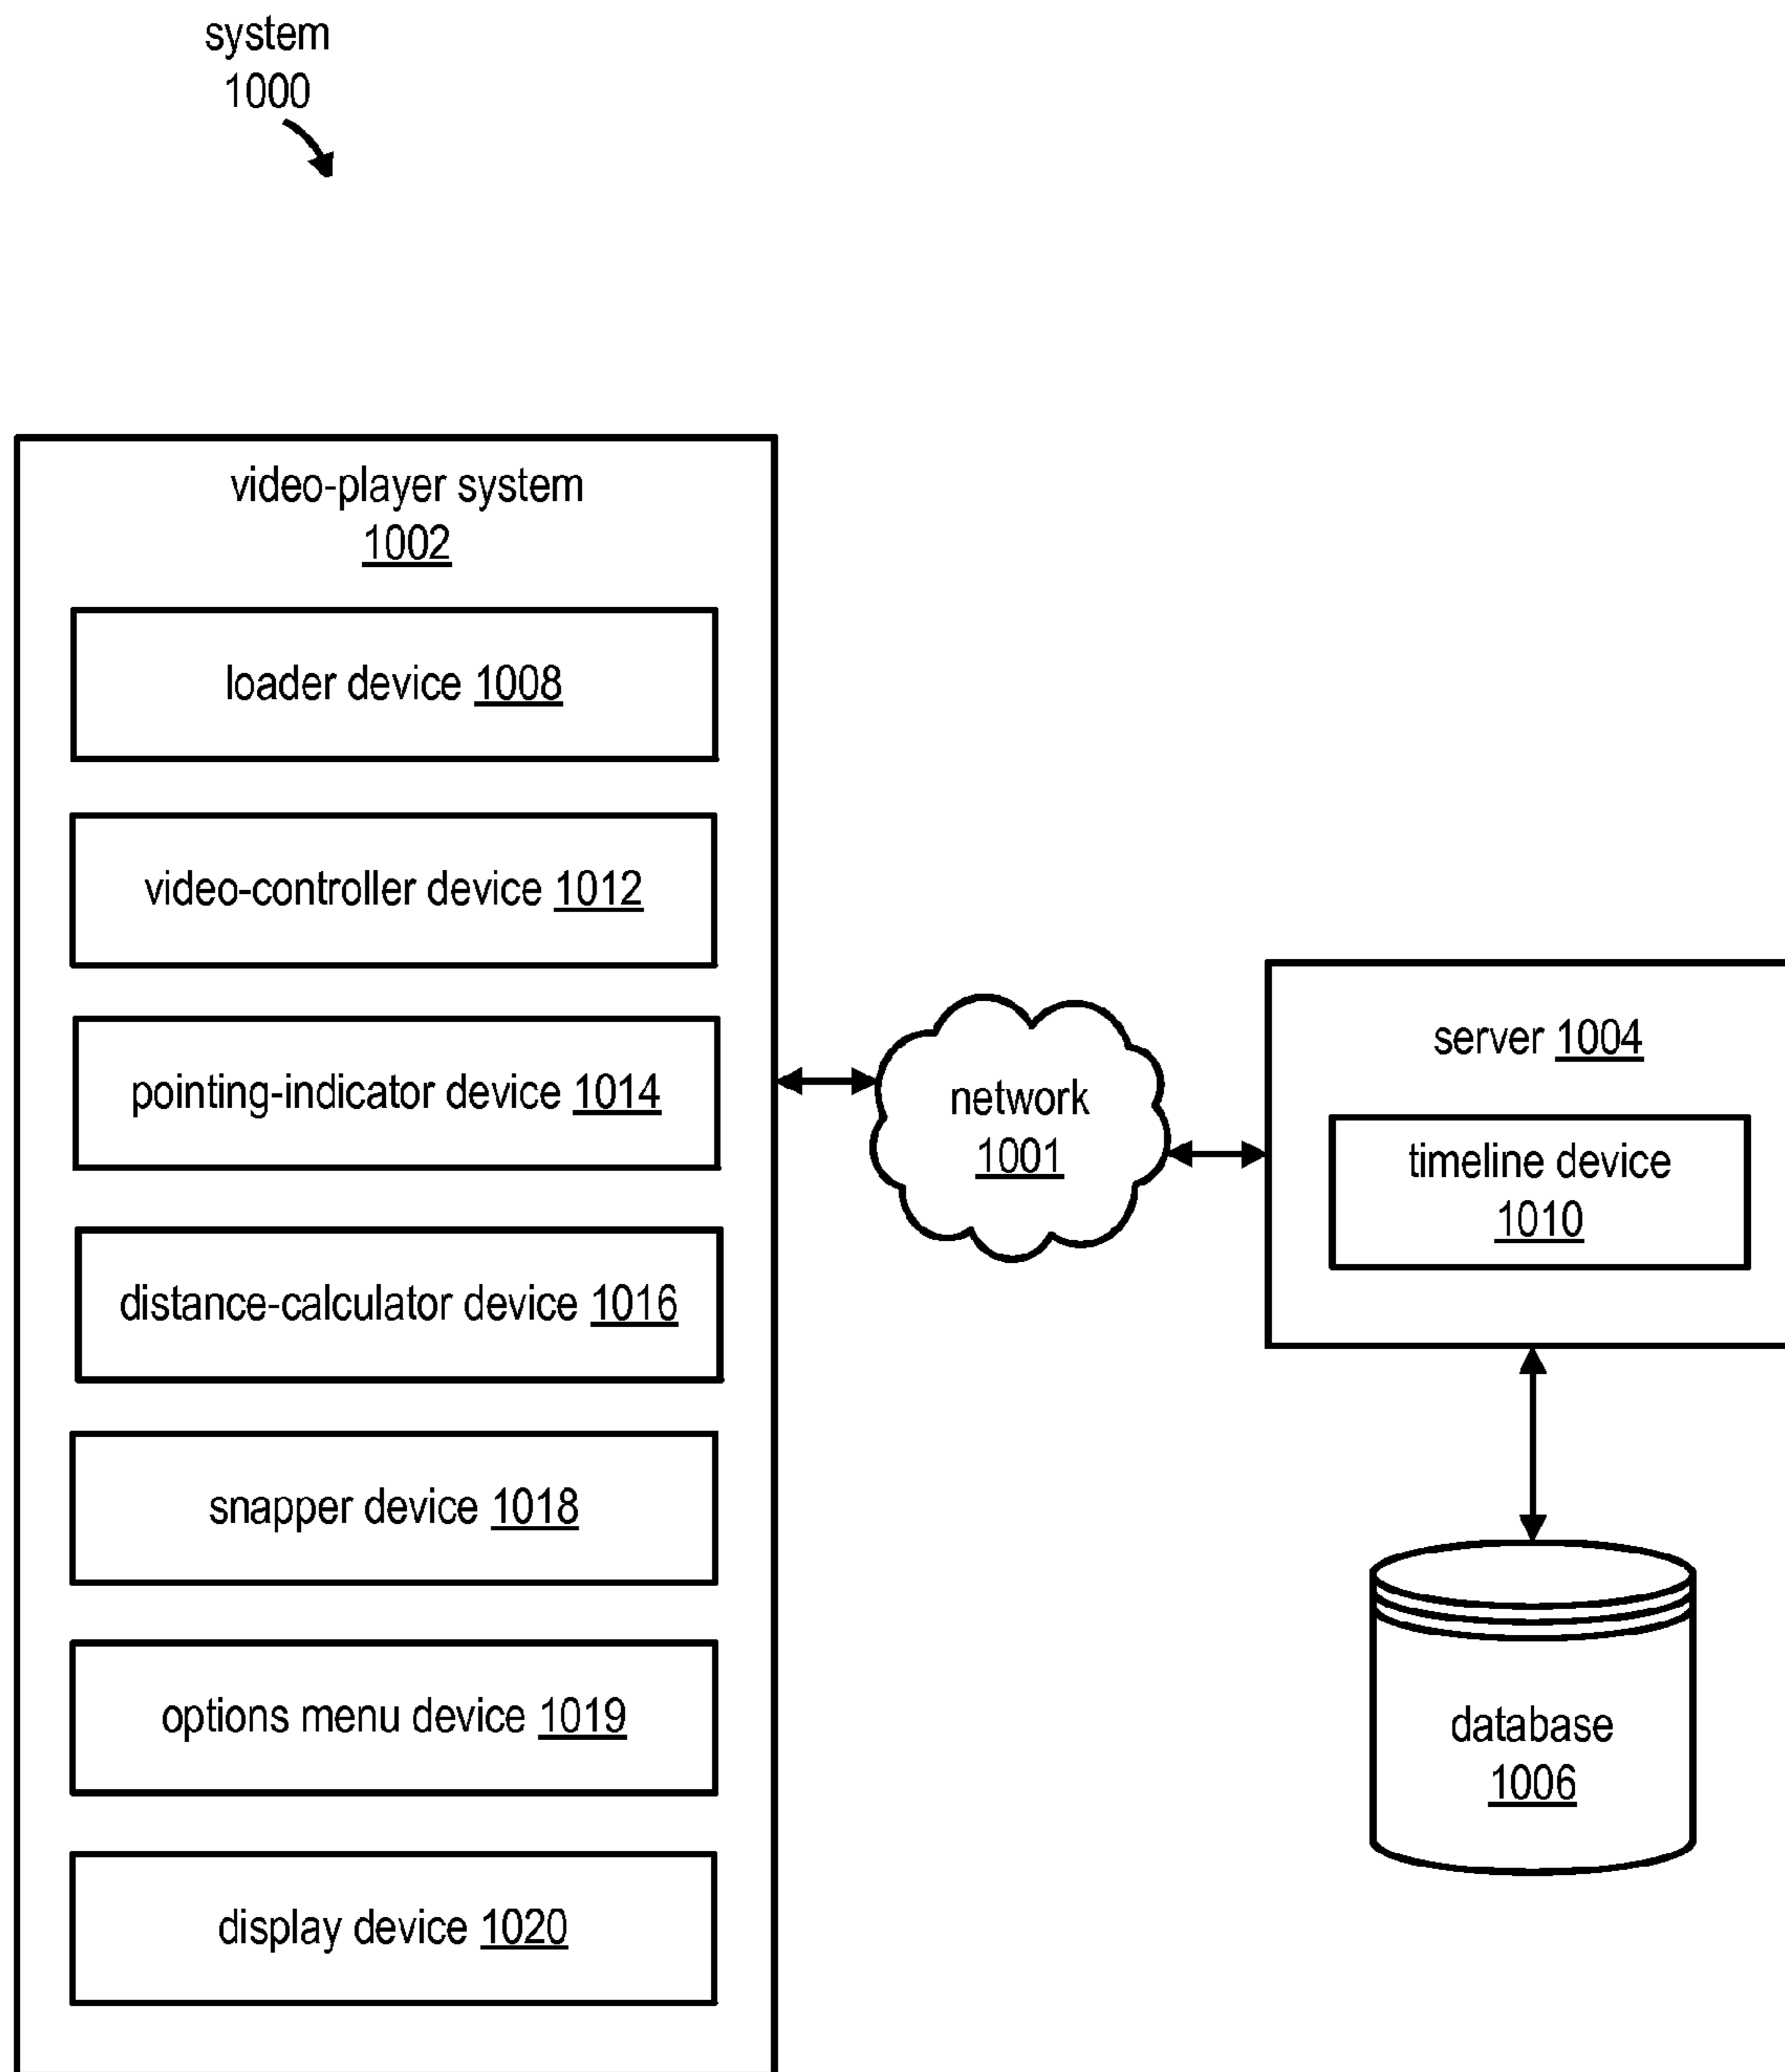 system
1000
video-player system
1002
loader device 1008
video-controller device 1012
pointing-indicator device 1014
distance-calculator device 1016
snapper device 1018
options menu device 1019
display device 1020
network
1001
server 1004
timeline device
1010
database
1006